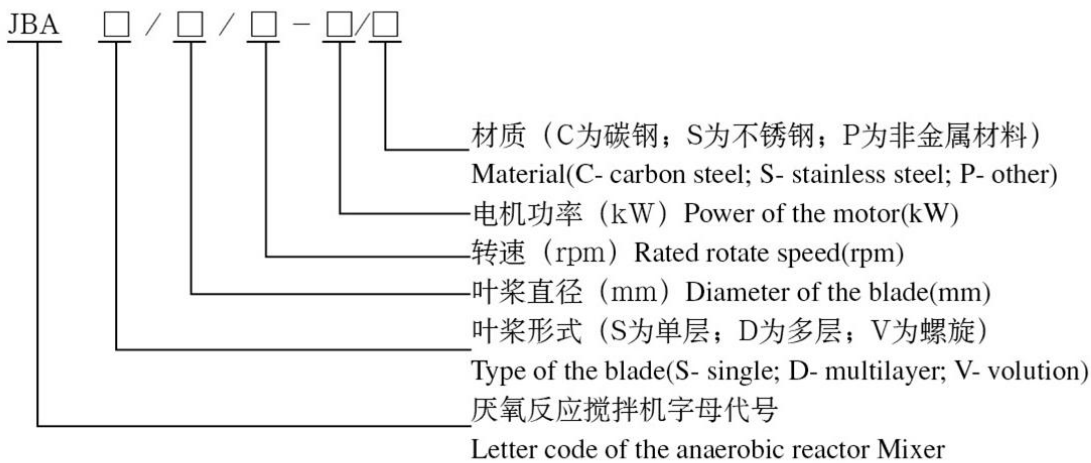 JBA □ / □ / □ - □/□
材质（C为碳钢；S为不锈钢；P为非金属材料）
Material(C- carbon steel; S- stainless steel; P- other)
电机功率（kW）Power of the motor(kW)
转速（rpm）Rated rotate speed(rpm)
叶桨直径（mm）Diameter of the blade(mm)
叶桨形式（S为单层；D为多层；V为螺旋）
Type of the blade(S- single; D- multilayer; V- volution)
厌氧反应搅拌机字母代号
Letter code of the anaerobic reactor Mixer